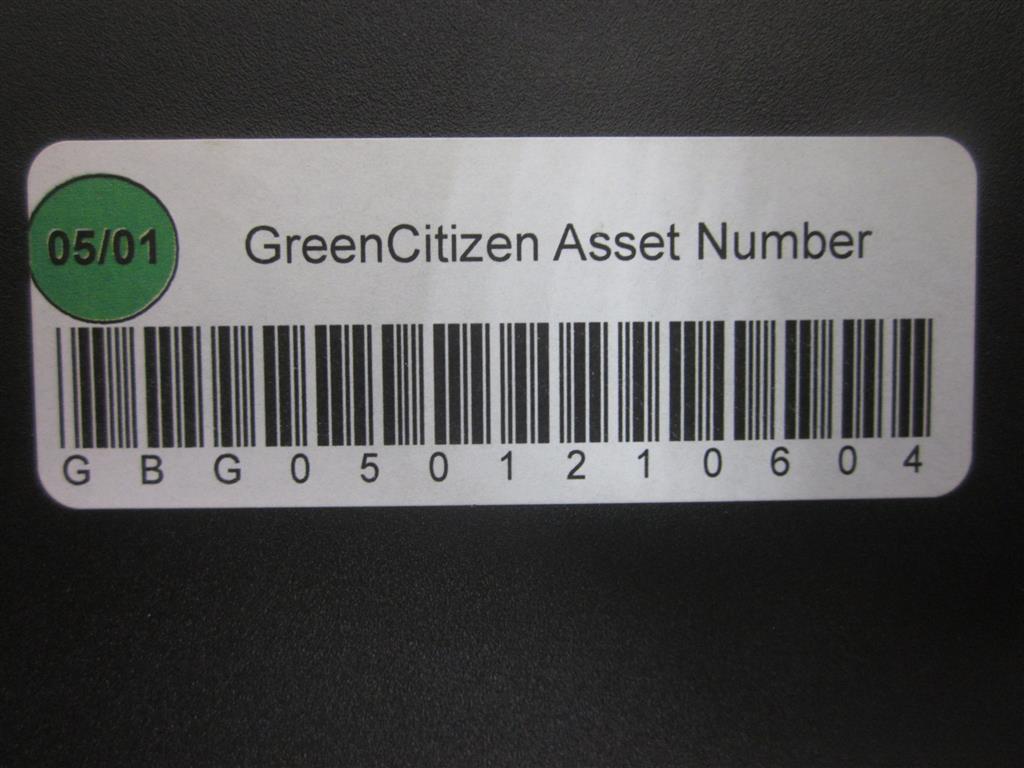 05/01
GreenCitizen Asset Number
G B G 0 5 0 1 2 1 0 6 0 4